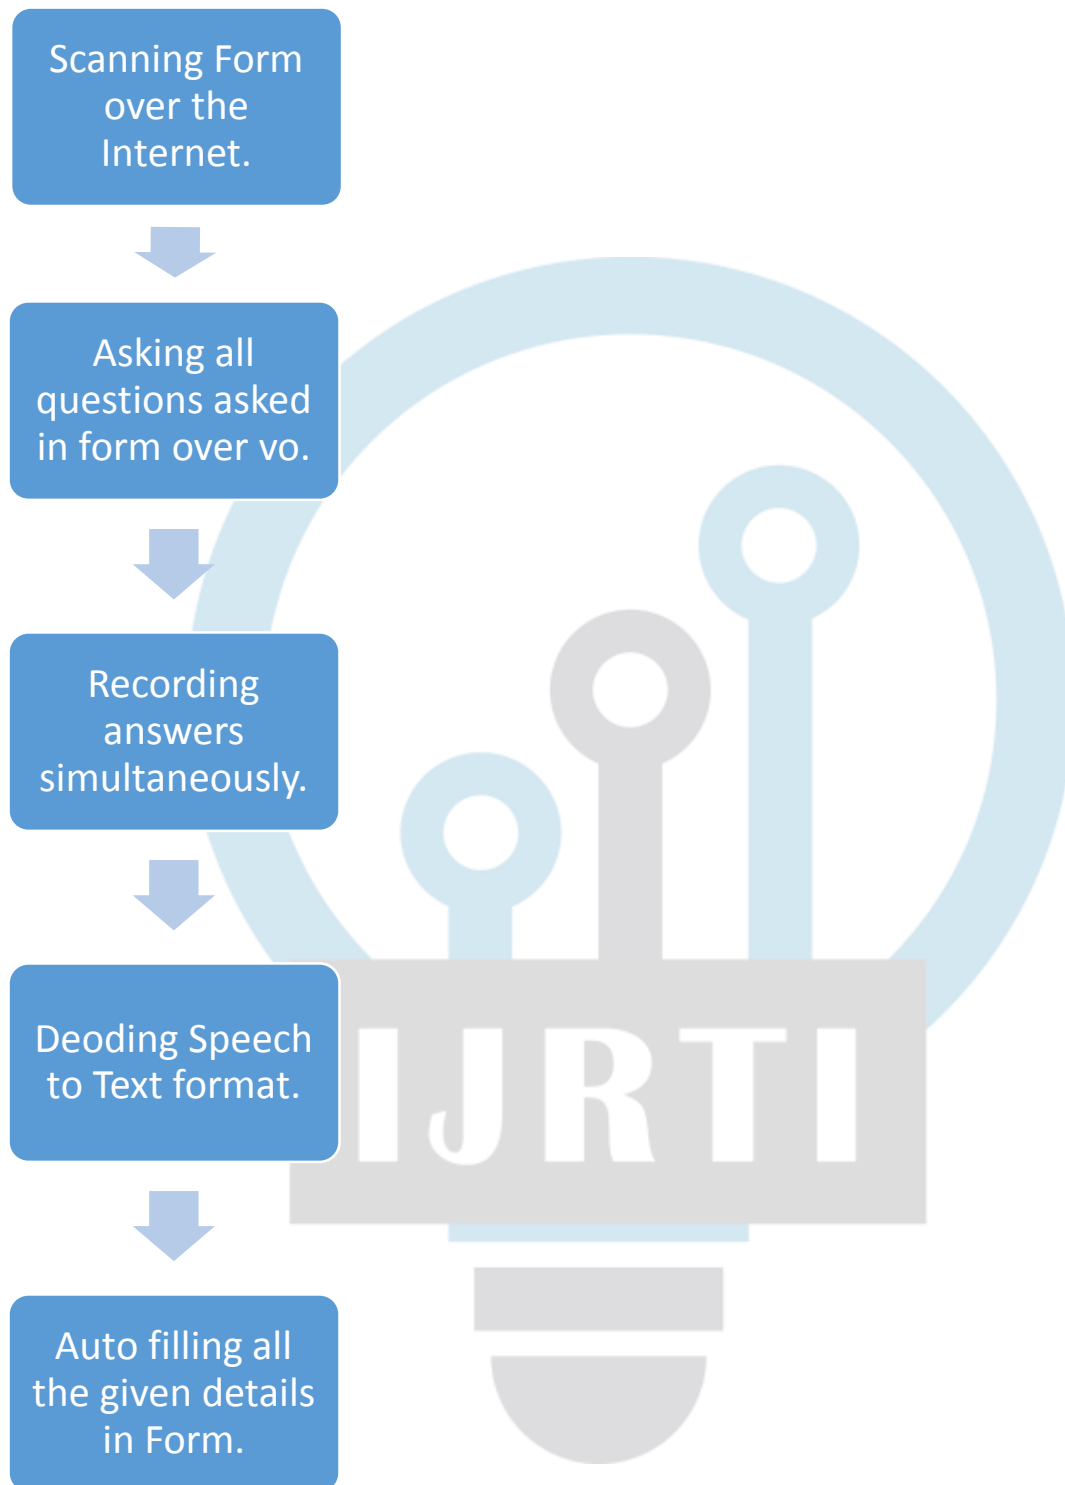 Scanning Form
over the
Internet.
Asking all
questions asked
in form over vo.
Recording
answers
simultaneously.
Deoding Speech
to Text format.
IJRTI
Auto filling all
the given details
in Form.